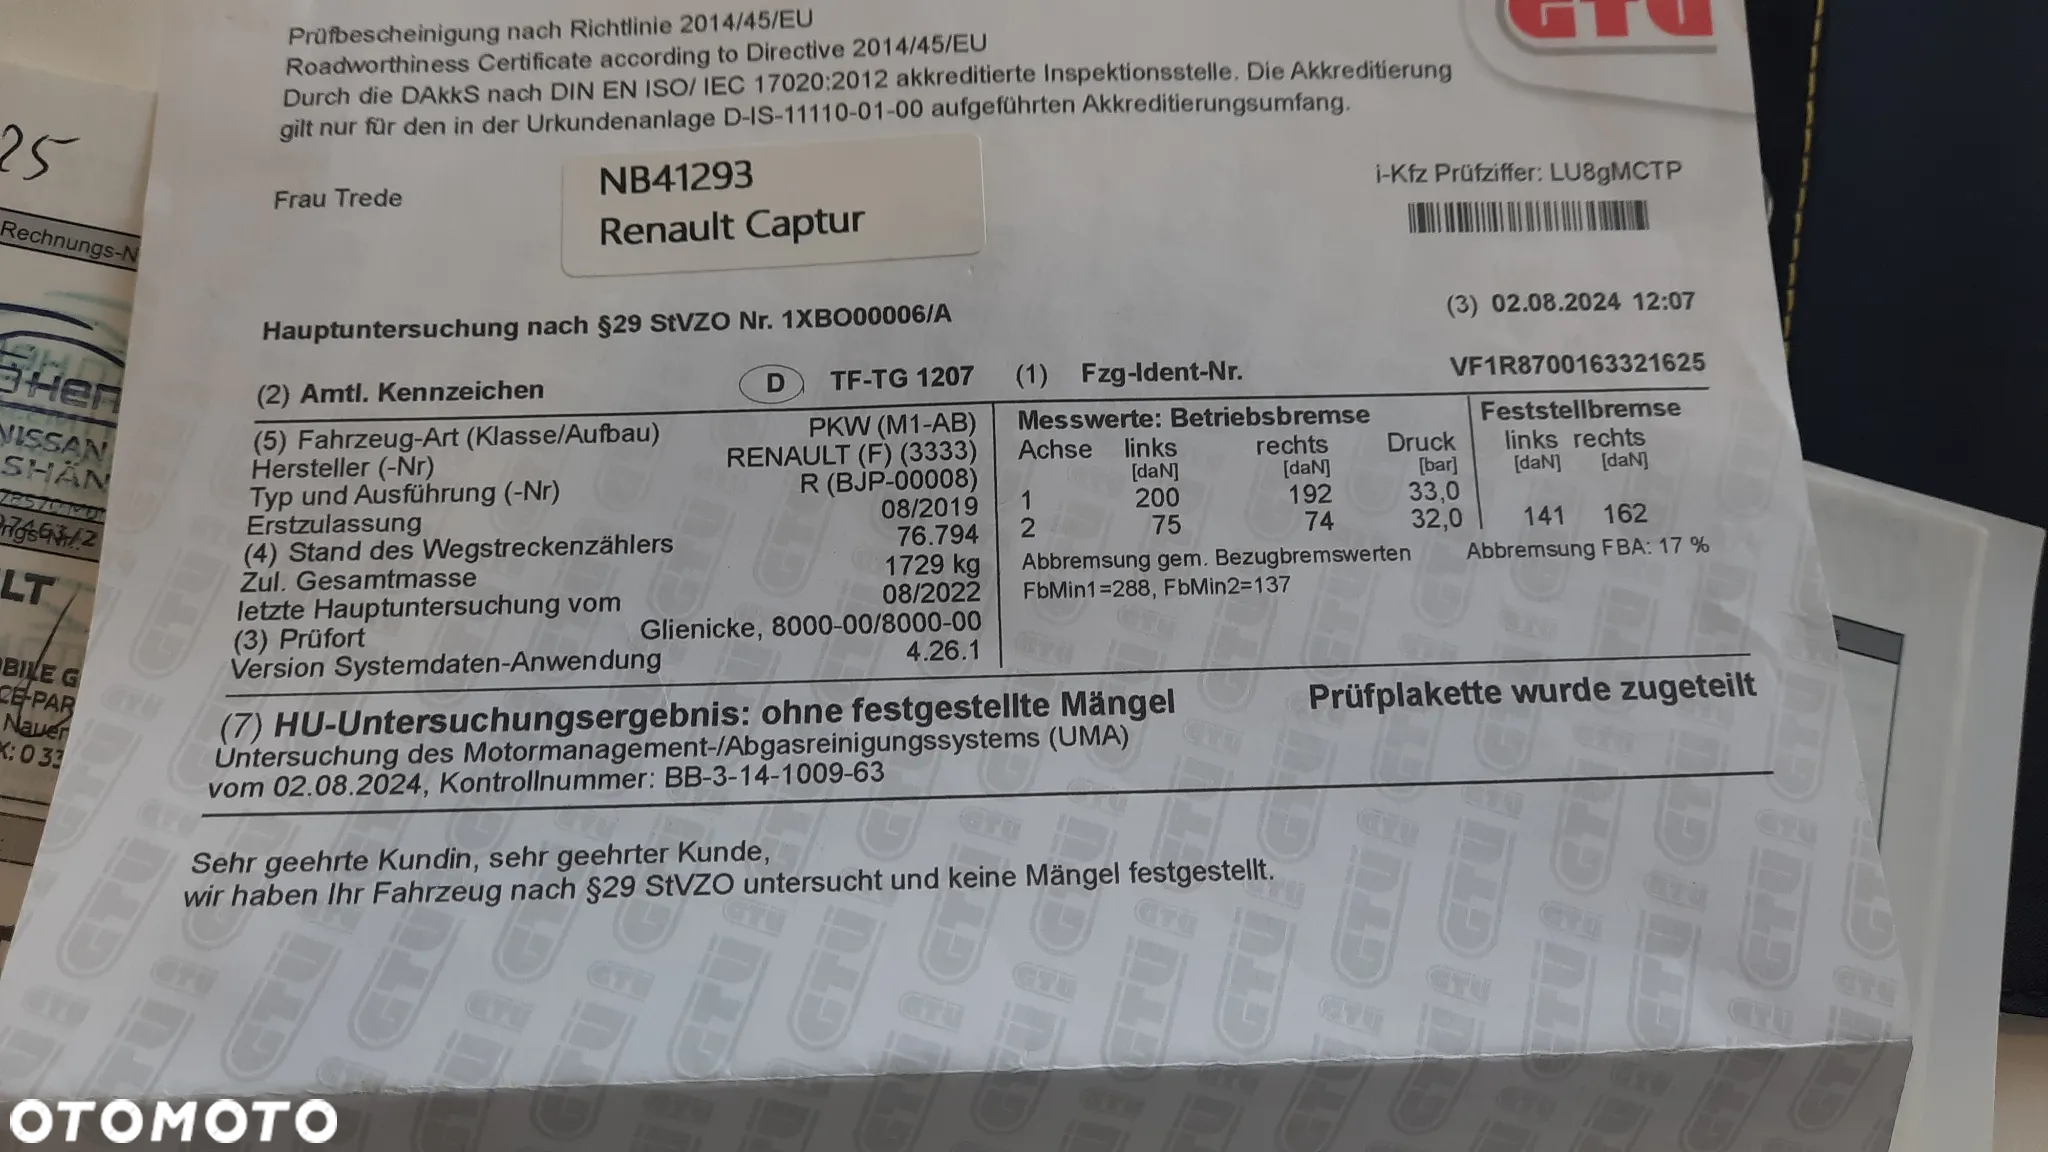 GTÜ
Prüfbescheinigung nach Richtlinie 2014/45/EU
Roadworthiness Certificate according to Directive 2014/45/EU
Durch die DAkkS nach DIN EN ISO/ IEC 17020:2012 akkreditierte Inspektionsstelle. Die Akkreditierung
gilt nur für den in der Urkundenanlage D-IS-11110-01-00 aufgeführten Akkreditierungsumfang.
25
Frau Trede
NB41293
Renault Captur
i-Kfz Prüfziffer: LU8gMCTP
Rechnungs-N
Hauptuntersuchung nach §29 StVZO Nr. 1XBO00006/A
(3) 02.08.2024 12:07
(2) Amtl. Kennzeichen D TF-TG 1207 (1) Fzg-Ident-Nr. VF1R8700163321625
(5) Fahrzeug-Art (Klasse/Aufbau) PKW (M1-AB)
Hersteller (-Nr) RENAULT (F) (3333)
Typ und Ausführung (-Nr) R (BJP-00008)
Erstzulassung 08/2019
(4) Stand des Wegstreckenzählers 76.794
Zul. Gesamtmasse 1729 kg
letzte Hauptuntersuchung vom 08/2022
(3) Prüfort Glienicke, 8000-00/8000-00
Version Systemdaten-Anwendung 4.26.1
Messwerte: Betriebsbremse Feststellbremse
Achse links rechts Druck links rechts
[daN] [daN] [bar] [daN] [daN]
1 200 192 33,0
2 75 74 32,0 141 162
Abbremsung gem. Bezugbremswerten Abbremsung FBA: 17 %
FbMin1=288, FbMin2=137
(7) HU-Untersuchungsergebnis: ohne festgestellte Mängel Prüfplakette wurde zugeteilt
Untersuchung des Motormanagement-/Abgasreinigungssystems (UMA)
vom 02.08.2024, Kontrollnummer: BB-3-14-1009-63
Sehr geehrte Kundin, sehr geehrter Kunde,
wir haben Ihr Fahrzeug nach §29 StVZO untersucht und keine Mängel festgestellt.
NISSAN
LT
BILE G
CE-PAR
Nauer
OTOMOTO